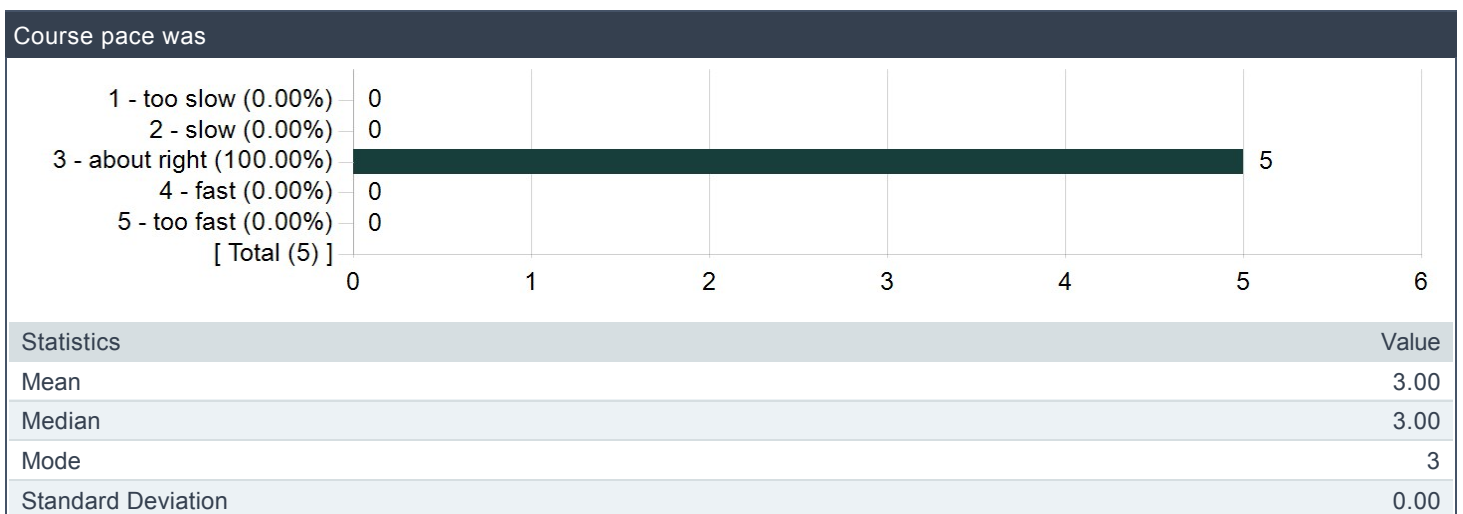 Course pace was
1 - too slow (0.00%) 0
2 - slow (0.00%) 0
3 - about right (100.00%) 5
4 - fast (0.00%) 0
5 - too fast (0.00%) 0
[ Total (5) ]
0 1 2 3 4 5 6
Statistics Value
Mean 3.00
Median 3.00
Mode 3
Standard Deviation 0.00